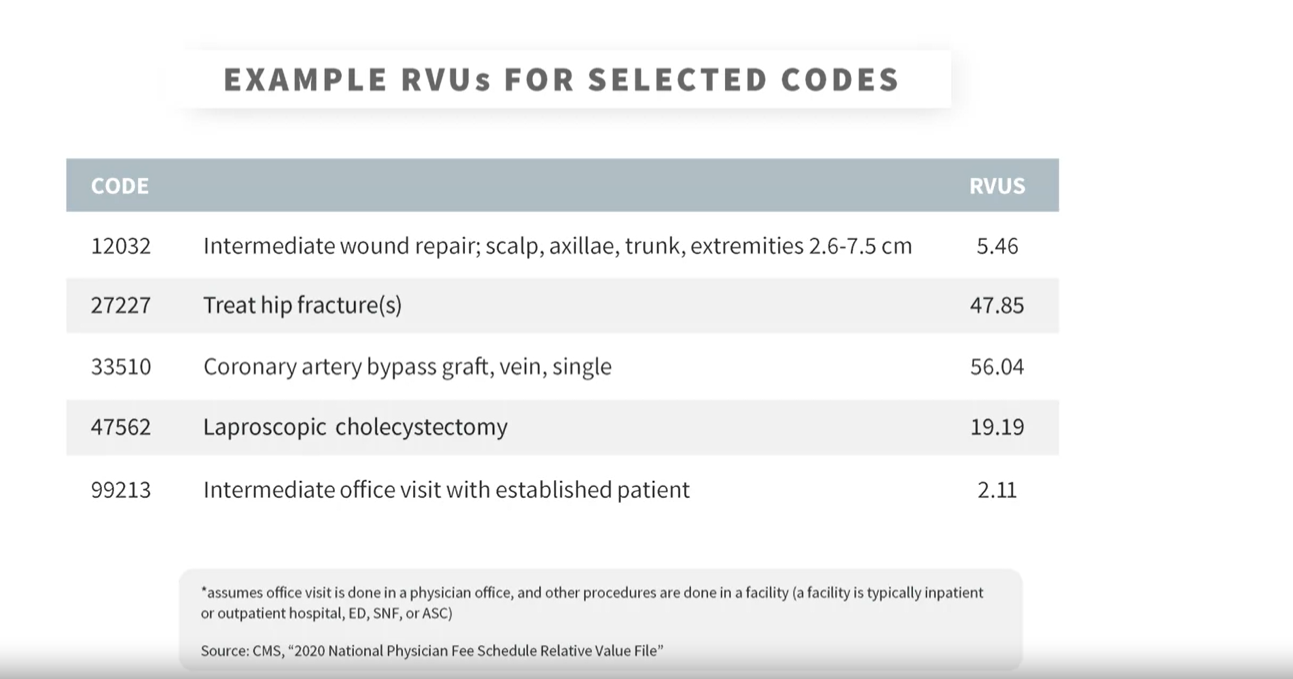 EXAMPLE RVUs FOR SELECTED CODES
CODE RVUS
12032 Intermediate wound repair; scalp, axillae, trunk, extremities 2.6-7.5 cm 5.46
27227 Treat hip fracture(s) 47.85
33510 Coronary artery bypass graft, vein, single 56.04
47562 Laproscopic cholecystectomy 19.19
99213 Intermediate office visit with established patient 2.11
*assumes office visit is done in a physician office, and other procedures are done in a facility (a facility is typically inpatient
or outpatient hospital, ED, SNF, or ASC)
Source: CMS, “2020 National Physician Fee Schedule Relative Value File”